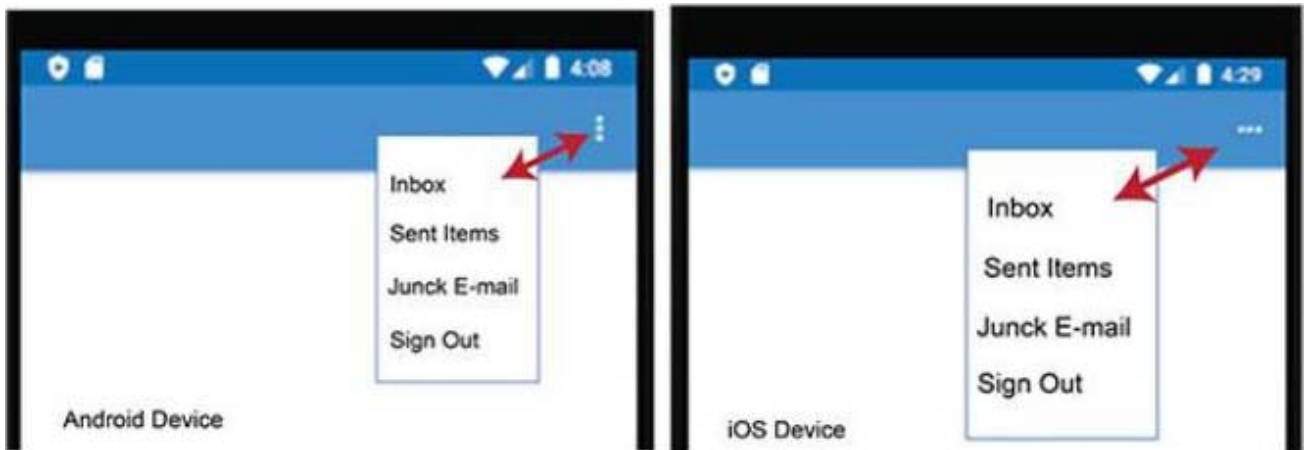 4:08
Inbox
Sent Items
Junck E-mail
Sign Out
Android Device
4:29
Inbox
Sent Items
Junck E-mail
Sign Out
iOS Device